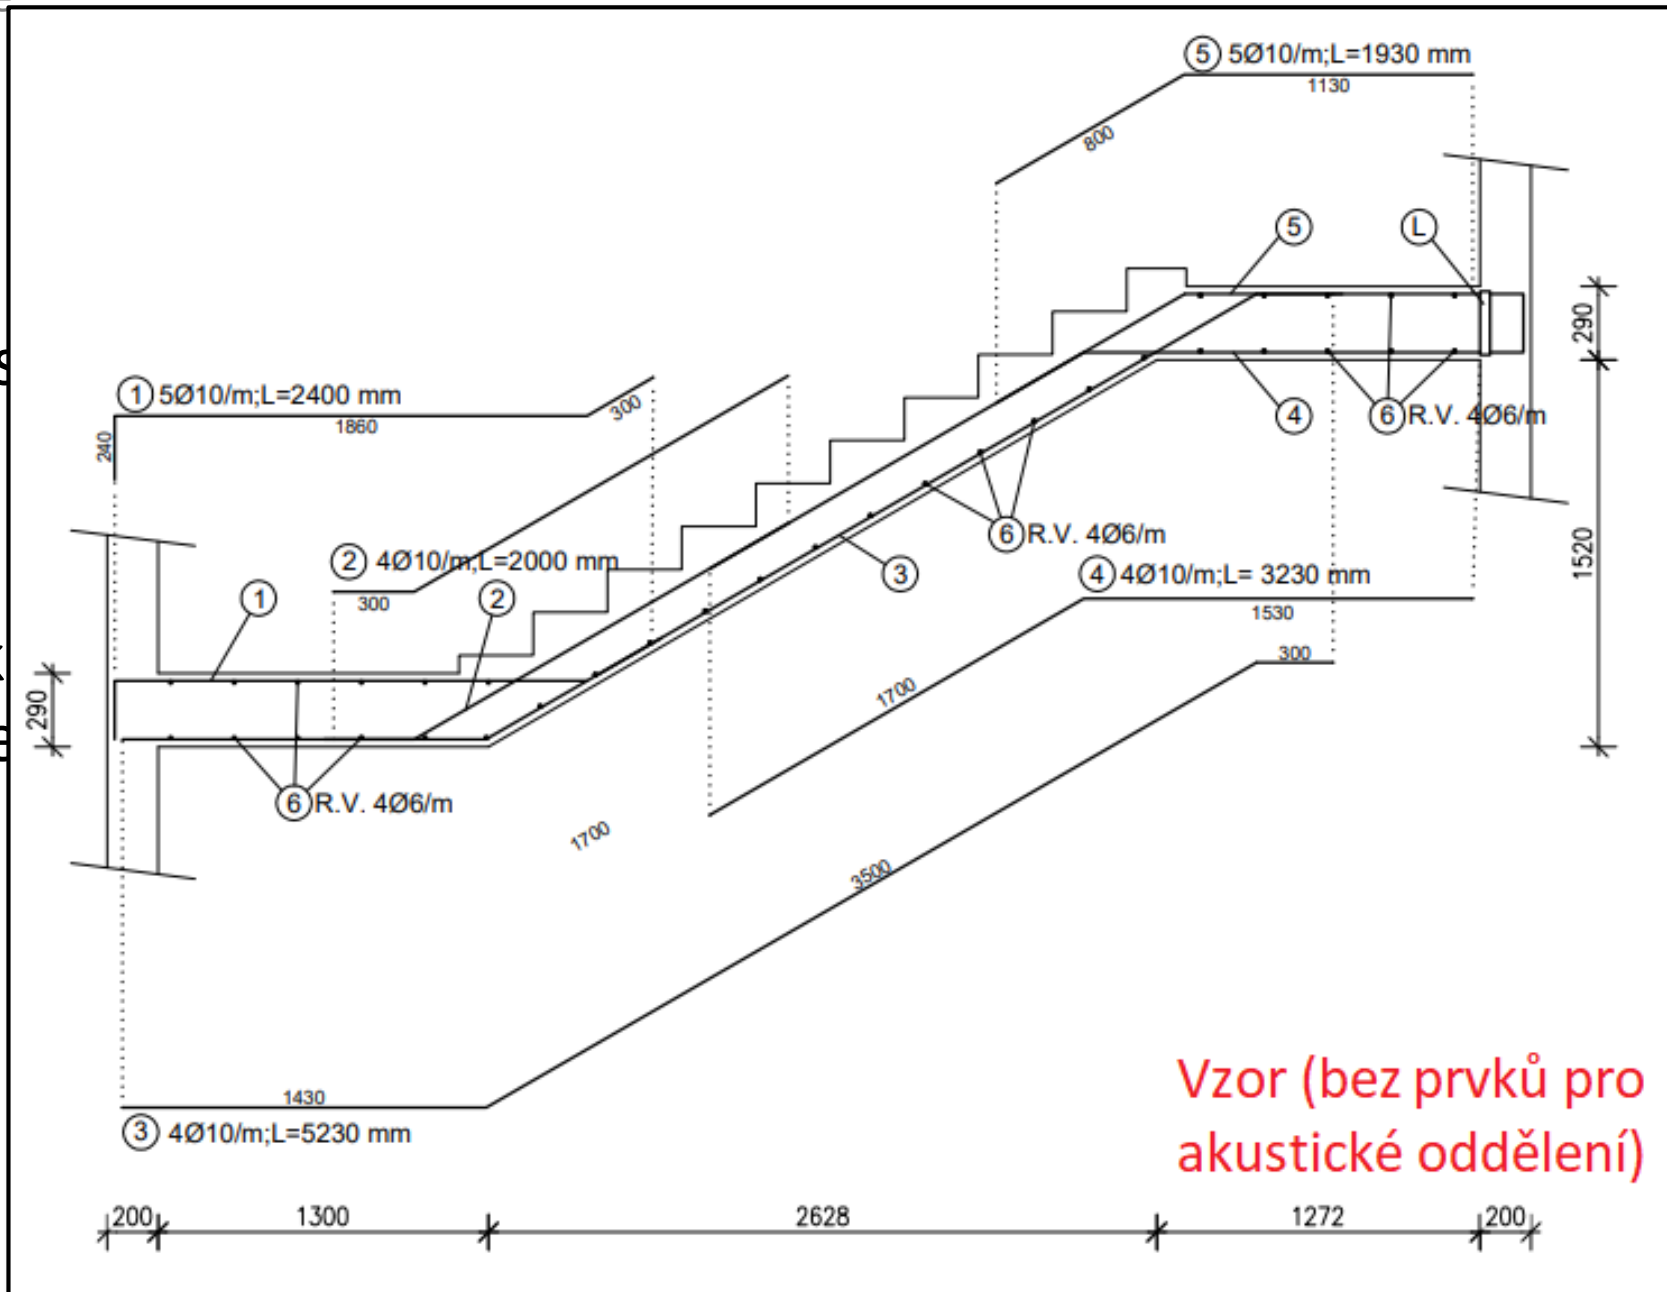 5 5Ø10/m;L=1930 mm
1130
800
5
L
290
1 5Ø10/m;L=2400 mm
1860
300
240
4
6 R.V. 4Ø6/m
6 R.V. 4Ø6/m
1520
2 4Ø10/m;L=2000 mm
300
3
4 4Ø10/m;L= 3230 mm
1530
1
2
300
1700
290
6 R.V. 4Ø6/m
1700
3500
1430
3 4Ø10/m;L=5230 mm
Vzor (bez prvků pro
akustické oddělení)
200
1300
2628
1272
200